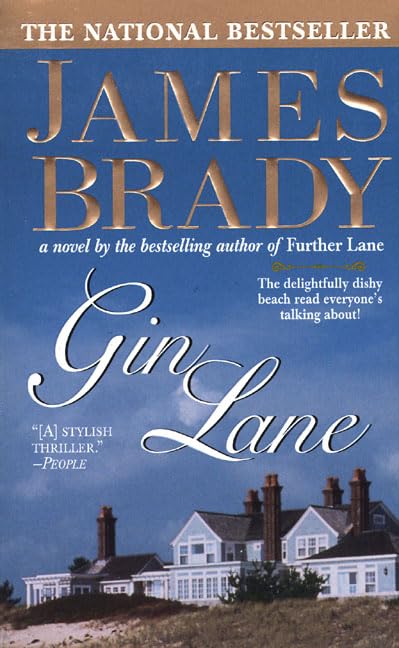 THE NATIONAL BESTSELLER
JAMES
BRADY
a novel by the bestselling author of Further Lane
The delightfully dishy
beach read everyone's
talking about!
Gin
Lane
"[A] STYLISH
THRILLER."
–PEOPLE